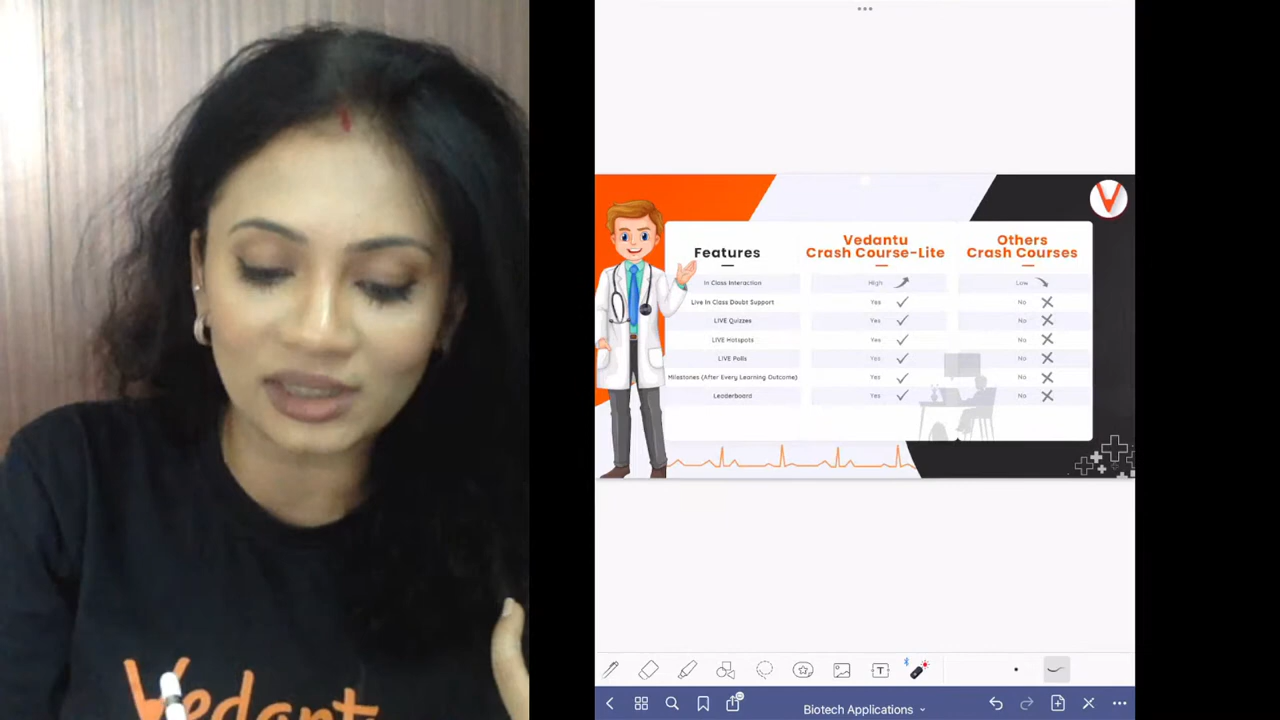 Vedantu
Features
Vedantu
Crash Course-Lite
Others
Crash Courses
In Class Interaction
High
Low
Live In Class Doubt Support
Yes
No
LIVE Quizzes
Yes
No
LIVE Hotspots
Yes
No
LIVE Polls
Yes
No
Milestones (After Every Learning Outcome)
Yes
No
Leaderboard
Yes
No
T
Biotech Applications